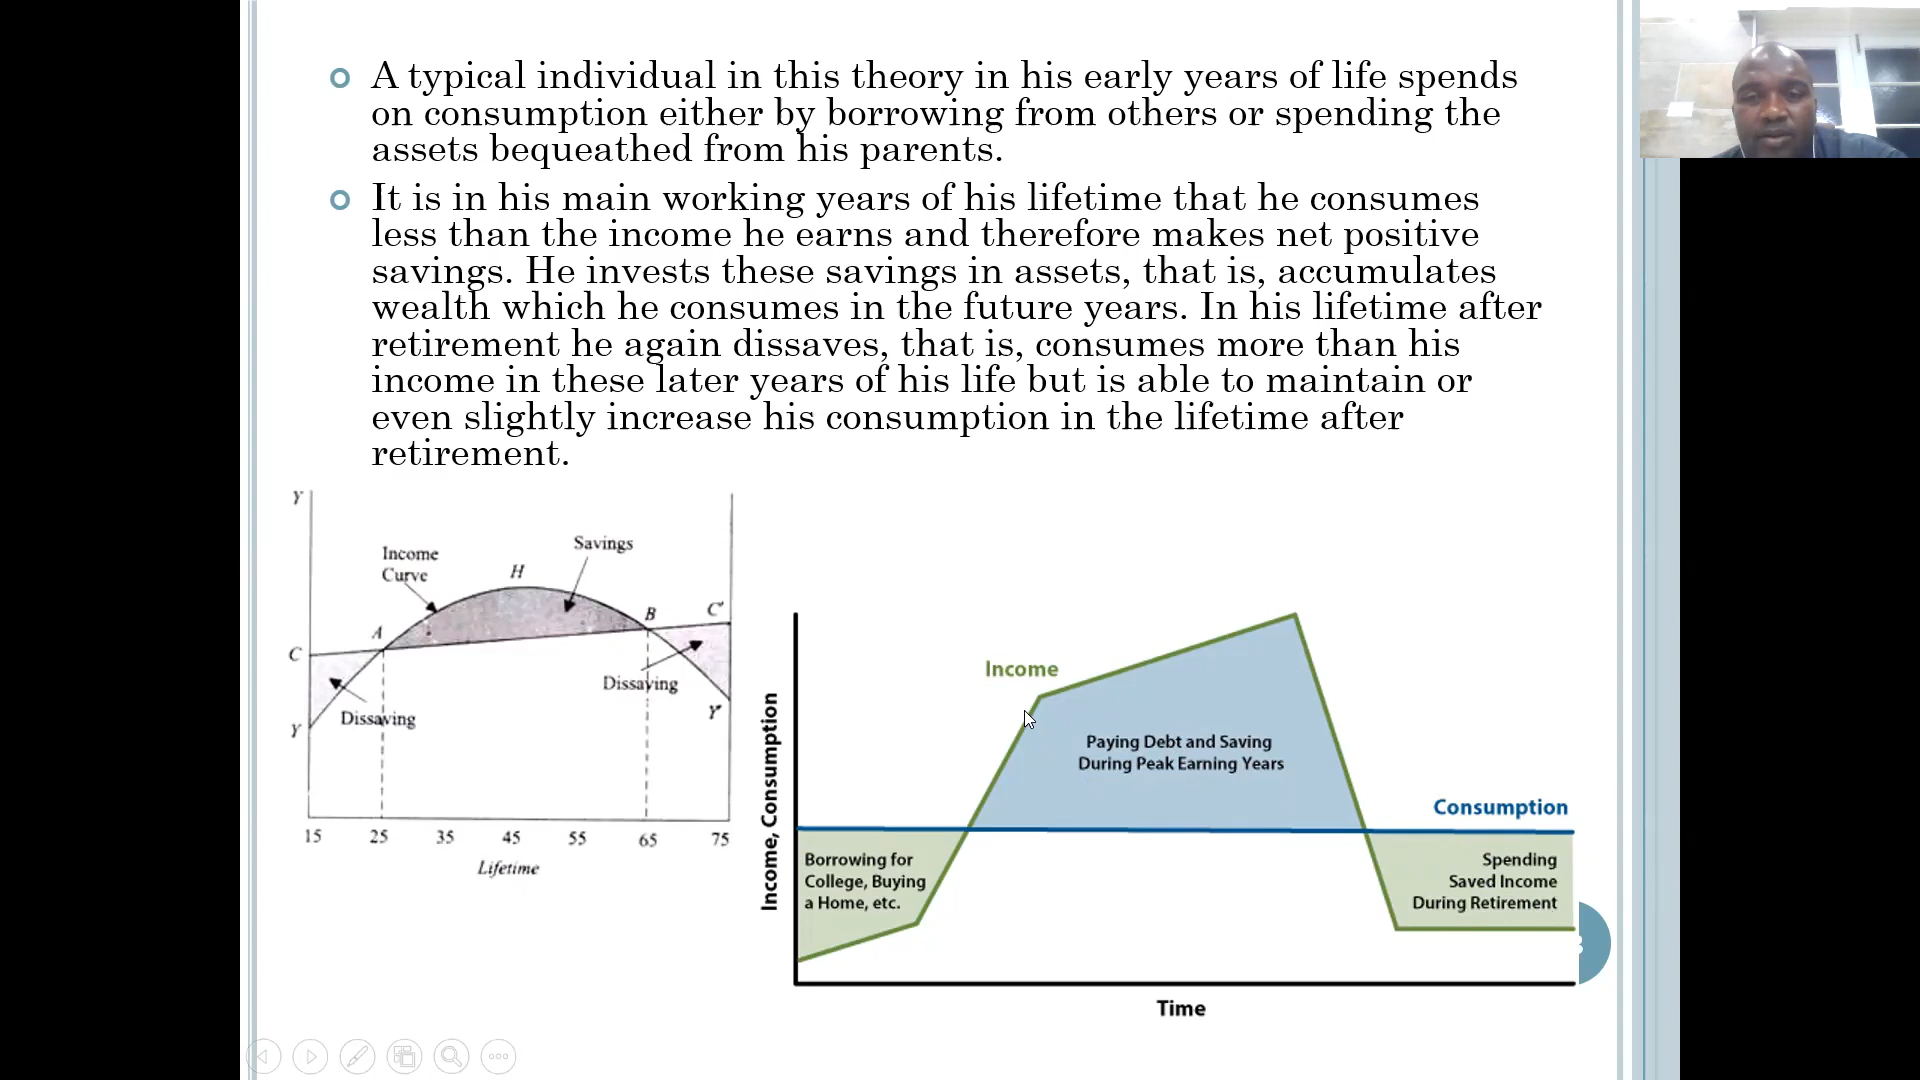 A typical individual in this theory in his early years of life spends
on consumption either by borrowing from others or spending the
assets bequeathed from his parents.
It is in his main working years of his lifetime that he consumes
less than the income he earns and therefore makes net positive
savings. He invests these savings in assets, that is, accumulates
wealth which he consumes in the future years. In his lifetime after
retirement he again dissaves, that is, consumes more than his
income in these later years of his life but is able to maintain or
even slightly increase his consumption in the lifetime after
retirement.
Y
Income
Curve
H
Savings
A
B
C'
C
Dissaving
Dissaving
Y
Y'
15 25 35 45 55 65 75
Lifetime
Income
Income, Consumption
Paying Debt and Saving
During Peak Earning Years
Consumption
Borrowing for
College, Buying
a Home, etc.
Spending
Saved Income
During Retirement
Time